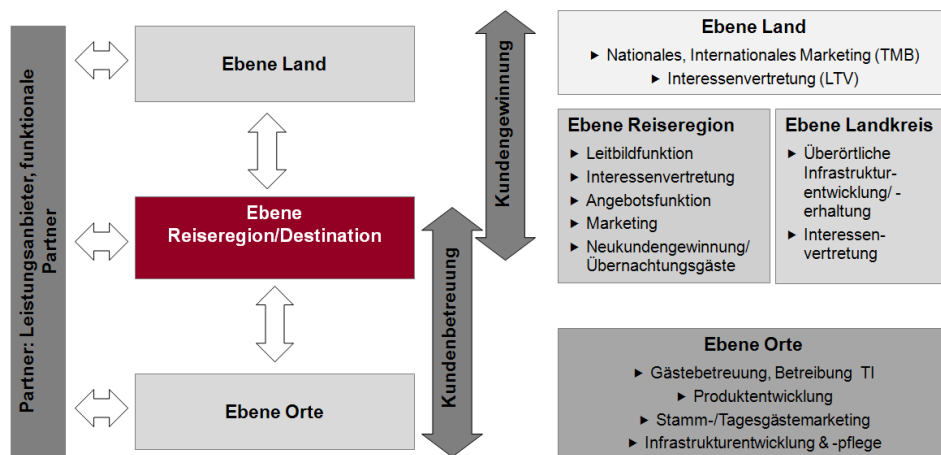 Partner: Leistungsanbieter, funktionale
Partner
Ebene Land
Ebene
Reiseregion/Destination
Ebene Orte
Kundengewinnung
Kundenbetreuung
Ebene Land
► Nationales, Internationales Marketing (TMB)
► Interessenvertretung (LTV)
Ebene Reiseregion
► Leitbildfunktion
► Interessenvertretung
► Angebotsfunktion
► Marketing
► Neukundengewinnung/
Übernachtungsgäste
Ebene Landkreis
► Überörtliche
Infrastruktur-
entwicklung/ -
erhaltung
► Interessen-
vertretung
Ebene Orte
► Gästebetreuung, Betreibung TI
► Produktentwicklung
► Stamm-/Tagesgästemarketing
► Infrastrukturentwicklung & -pflege